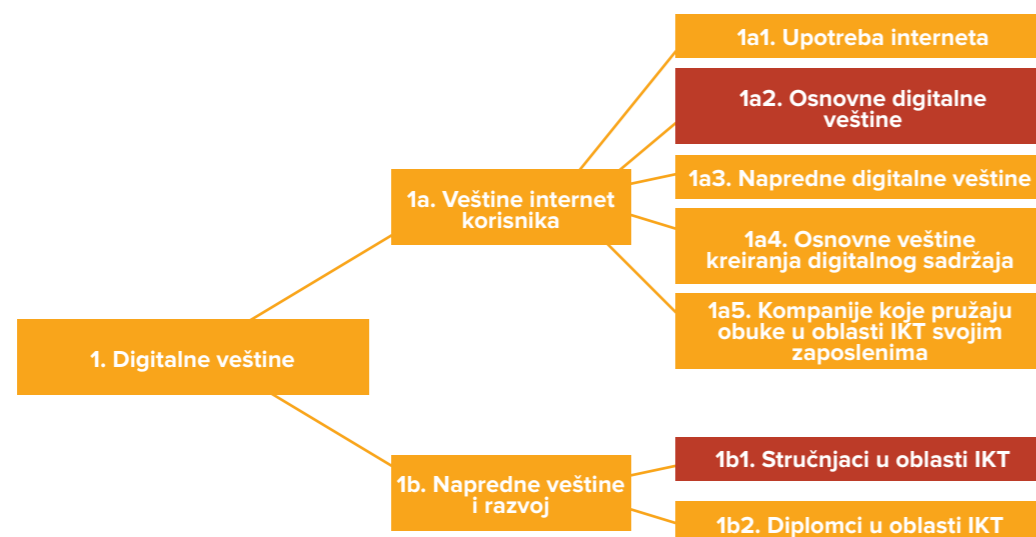 1. Digitalne veštine
1a. Veštine internet
korisnika
1a1. Upotreba interneta
1a2. Osnovne digitalne
veštine
1a3. Napredne digitalne veštine
1a4. Osnovne veštine
kreiranja digitalnog sadržaja
1a5. Kompanije koje pružaju
obuke u oblasti IKT svojim
zaposlenima
1b. Napredne veštine
i razvoj
1b1. Stručnjaci u oblasti IKT
1b2. Diplomci u oblasti IKT